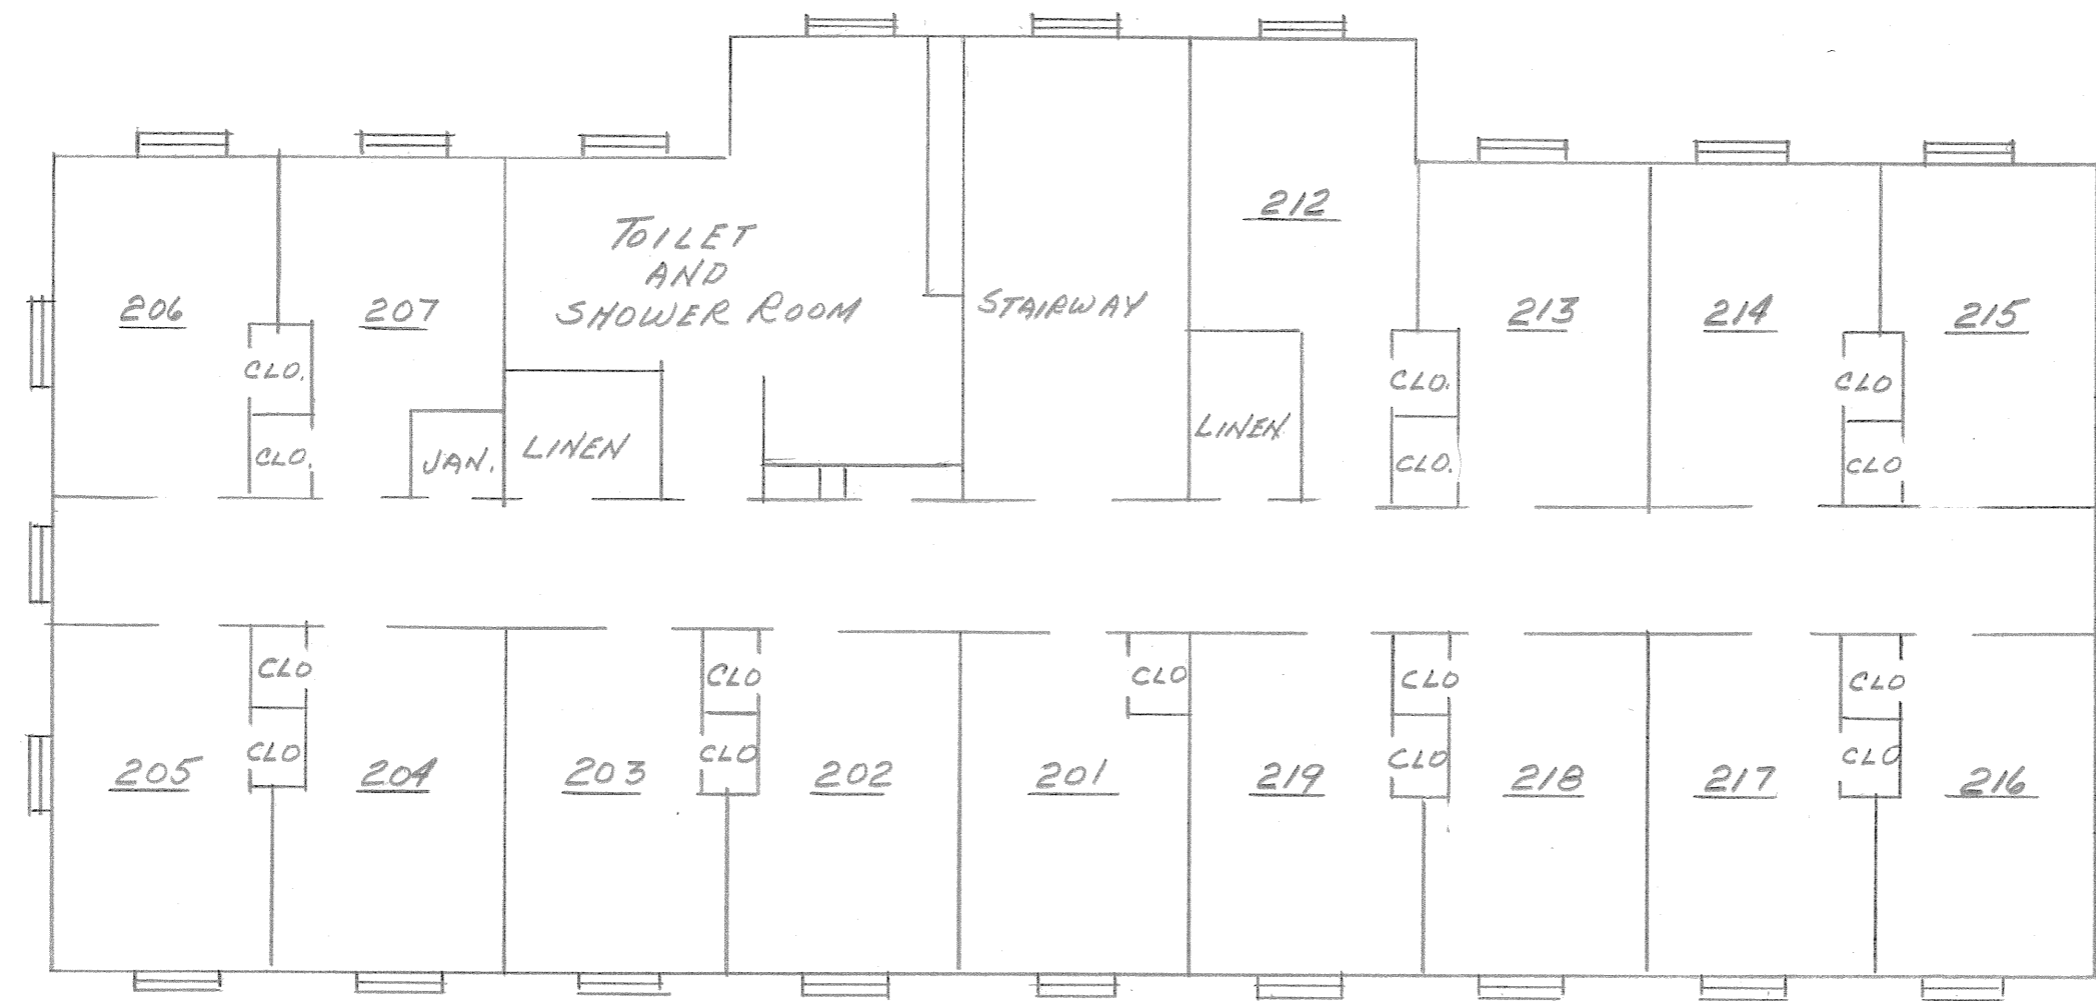 TOILET
AND
SHOWER ROOM
212
206
207
STAIRWAY
213
214
215
CLO.
CLO.
CLO
CLO.
JAN.
LINEN
LINEN
CLO.
CLO
CLO
CLO
CLO
CLO
CLO
205
CLO
204
203
CLO
202
201
219
CLO
218
217
CLO
216